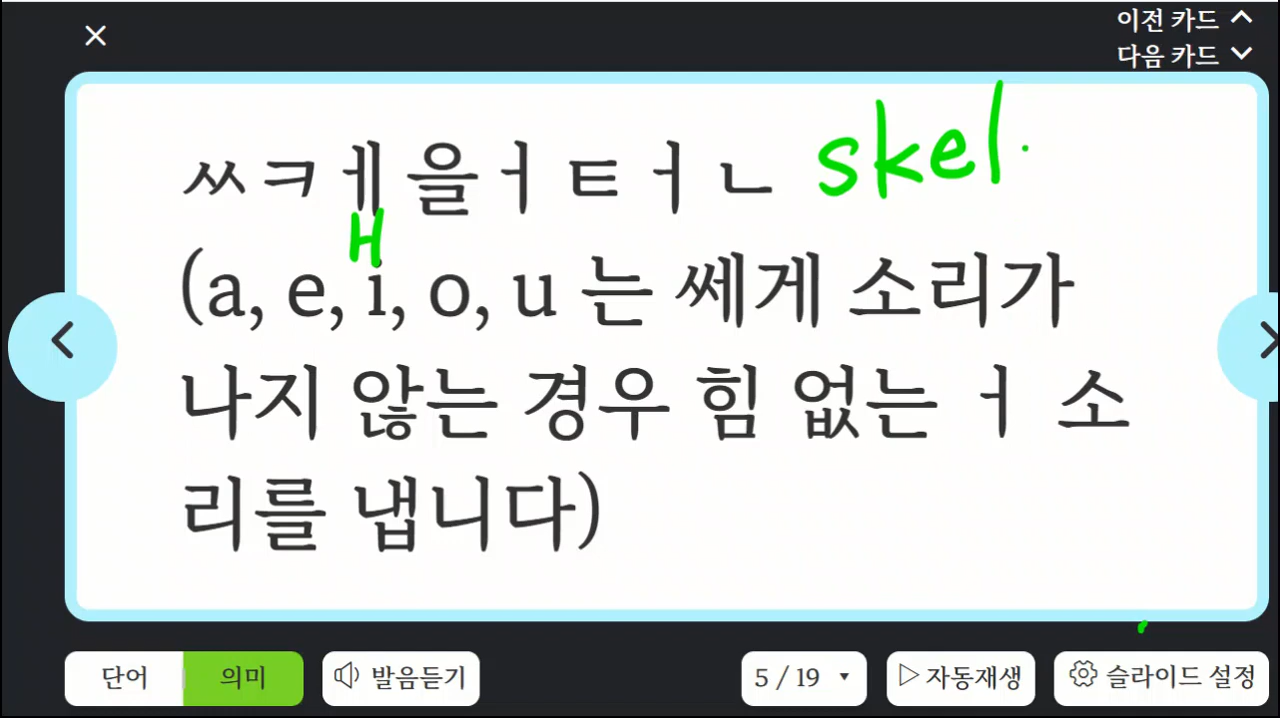 이전 카드
다음 카드
ㅆㅋㅔ을ㅓㅌㅓㄴ skel
H
(a, e, i, o, u 는 쎄게 소리가
나지 않는 경우 힘 없는 ㅓ 소
리를 냅니다)
단어 의미 발음듣기 5 / 19 자동재생 슬라이드 설정